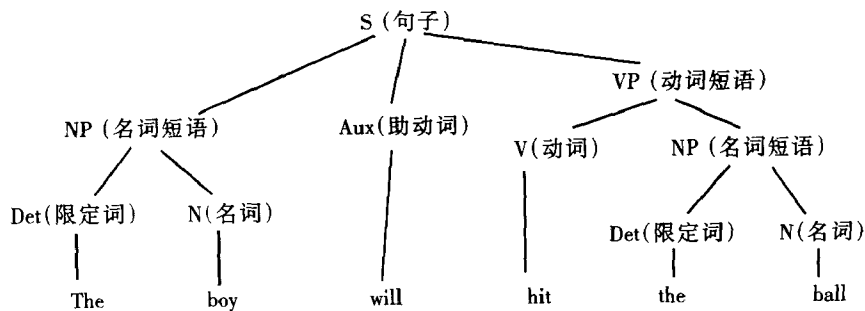 S (句子)
VP (动词短语)
NP (名词短语) Aux(助动词)
V(动词) NP (名词短语)
Det(限定词) N(名词)
Det(限定词) N(名词)
The boy will hit the ball